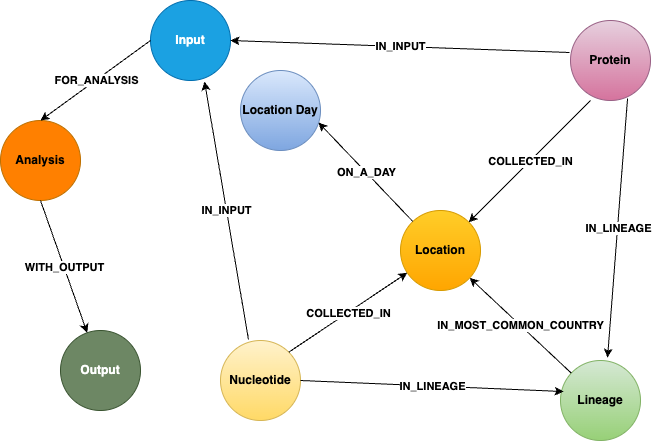 Input
IN_INPUT
Protein
FOR_ANALYSIS
Location Day
Analysis
COLLECTED_IN
ON_A_DAY
IN_INPUT
IN_LINEAGE
Location
WITH_OUTPUT
COLLECTED_IN
IN_MOST_COMMON_COUNTRY
Output
Nucleotide
IN_LINEAGE
Lineage